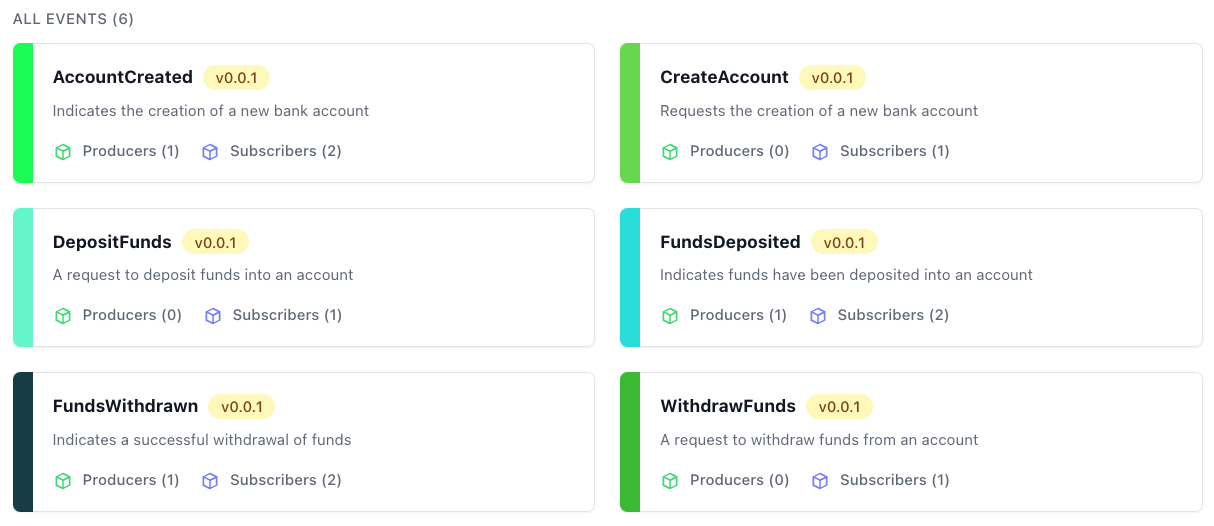 ALL EVENTS (6)
AccountCreated v0.0.1
Indicates the creation of a new bank account
Producers (1) Subscribers (2)
CreateAccount v0.0.1
Requests the creation of a new bank account
Producers (0) Subscribers (1)
DepositFunds v0.0.1
A request to deposit funds into an account
Producers (0) Subscribers (1)
FundsDeposited v0.0.1
Indicates funds have been deposited into an account
Producers (1) Subscribers (2)
FundsWithdrawn v0.0.1
Indicates a successful withdrawal of funds
Producers (1) Subscribers (2)
WithdrawFunds v0.0.1
A request to withdraw funds from an account
Producers (0) Subscribers (1)